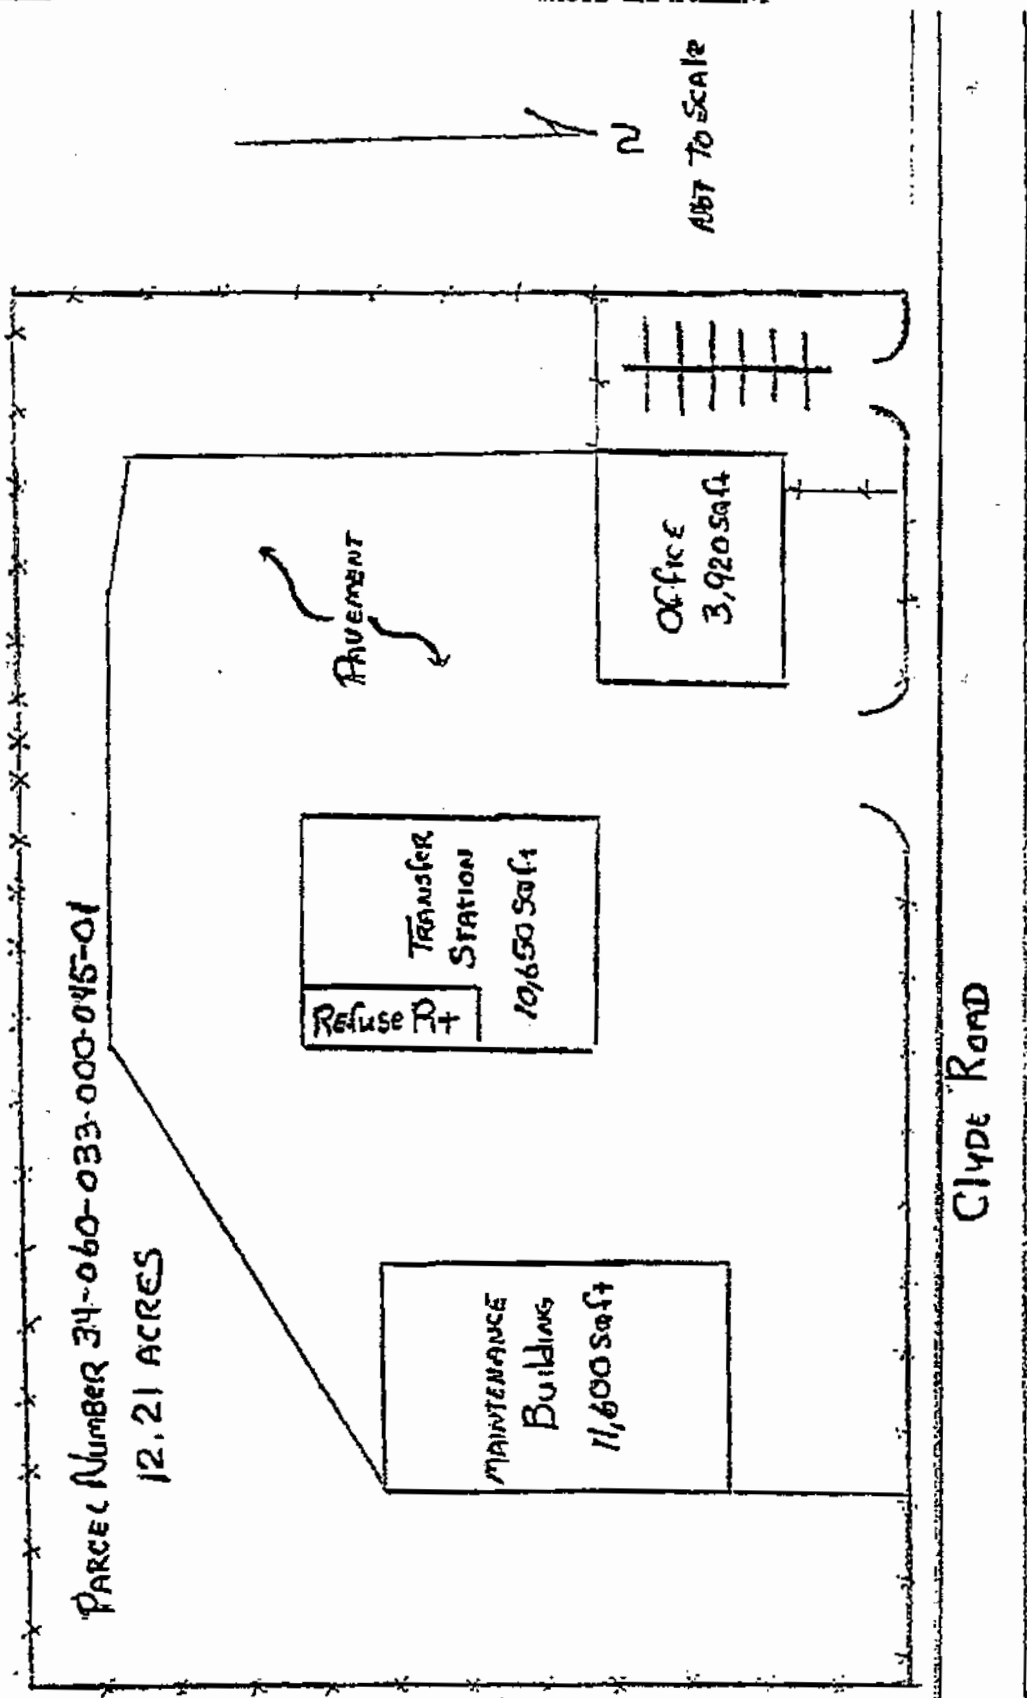 PARCEL NUMBER 34-060-033-000-045-01
12.21 ACRES
PAVEMENT
TRANSFER
STATION
10,650 Sqft
Refuse Pit
MAINTENANCE
Building
11,600 Sqft
OFFICE
3,920 Sqft
N
NOT TO SCALE
CLYDE ROAD